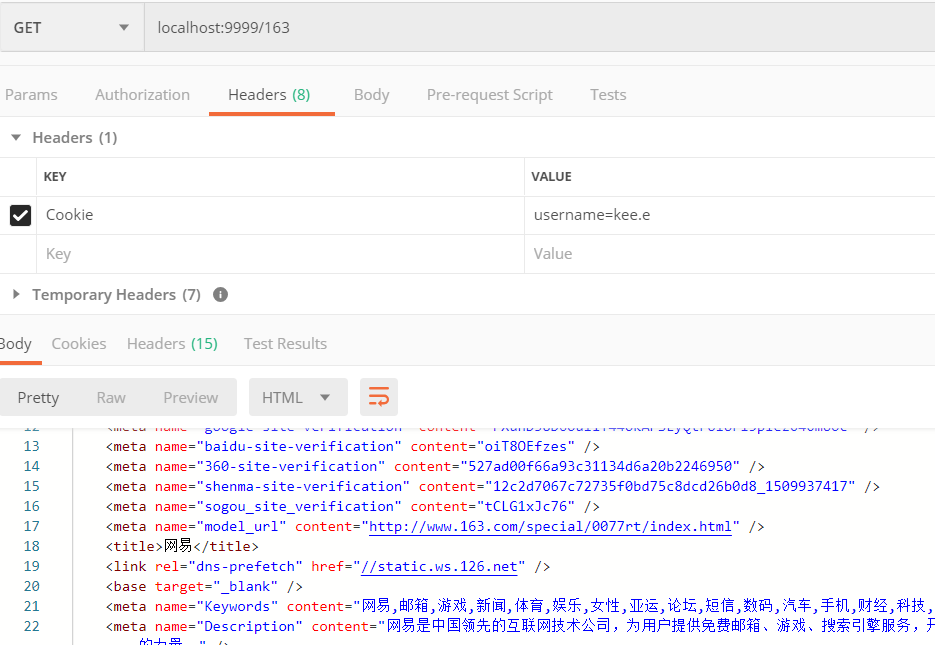 GET localhost:9999/163
Params Authorization Headers (8) Body Pre-request Script Tests
Headers (1)
KEY VALUE
Cookie username=kee.e
Key Value
Temporary Headers (7)
Body Cookies Headers (15) Test Results
Pretty Raw Preview HTML
13 <meta name="baidu-site-verification" content="oiT8OEfzes" />
14 <meta name="360-site-verification" content="527ad00f66a93c31134d6a20b2246950" />
15 <meta name="shenma-site-verification" content="12c2d7067c72735f0bd75c8dcd26b0d8_1509937417" />
16 <meta name="sogou_site_verification" content="tCLG1xJc76" />
17 <meta name="model_url" content="http://www.163.com/special/0077rt/index.html" />
18 <title>网易</title>
19 <link rel="dns-prefetch" href="//static.ws.126.net" />
20 <base target="_blank" />
21 <meta name="Keywords" content="网易,邮箱,游戏,新闻,体育,娱乐,女性,亚运,论坛,短信,数码,汽车,手机,财经,科技,
22 <meta name="Description" content="网易是中国领先的互联网技术公司，为用户提供免费邮箱、游戏、搜索引擎服务，开